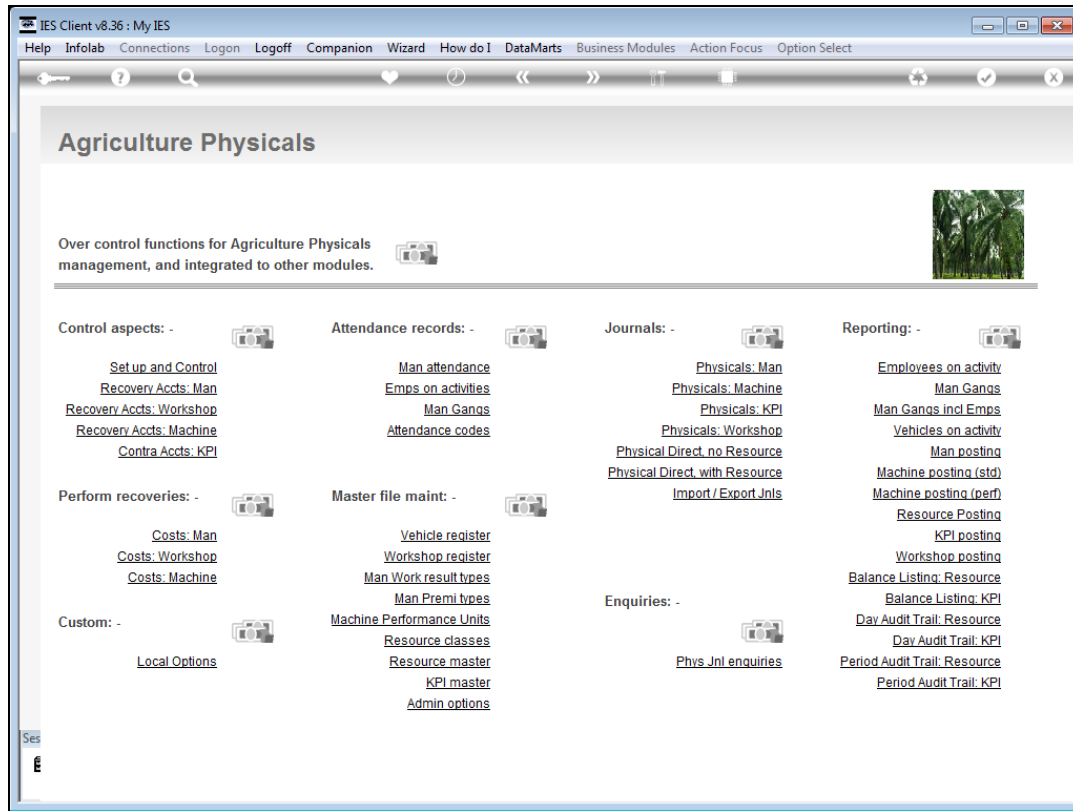 IES Client v8.36 : My IES
Help Infolab Connections Logon Logoff Companion Wizard How do I DataMarts Business Modules Action Focus Option Select
Agriculture Physicals
Over control functions for Agriculture Physicals
management, and integrated to other modules.
Control aspects: -
Set up and Control
Recovery Accts: Man
Recovery Accts: Workshop
Recovery Accts: Machine
Contra Accts: KPI
Perform recoveries: -
Costs: Man
Costs: Workshop
Costs: Machine
Custom: -
Local Options
Attendance records: -
Man attendance
Emps on activities
Man Gangs
Attendance codes
Master file maint: -
Vehicle register
Workshop register
Man Work result types
Man Premi types
Machine Performance Units
Resource classes
Resource master
KPI master
Admin options
Journals: -
Physicals: Man
Physicals: Machine
Physicals: KPI
Physicals: Workshop
Physical Direct, no Resource
Physical Direct, with Resource
Import / Export Jnls
Enquiries: -
Phys Jnl enquiries
Reporting: -
Employees on activity
Man Gangs
Man Gangs incl Emps
Vehicles on activity
Man posting
Machine posting (std)
Machine posting (perf)
Resource Posting
KPI posting
Workshop posting
Balance Listing: Resource
Balance Listing: KPI
Day Audit Trail: Resource
Day Audit Trail: KPI
Period Audit Trail: Resource
Period Audit Trail: KPI
Ses